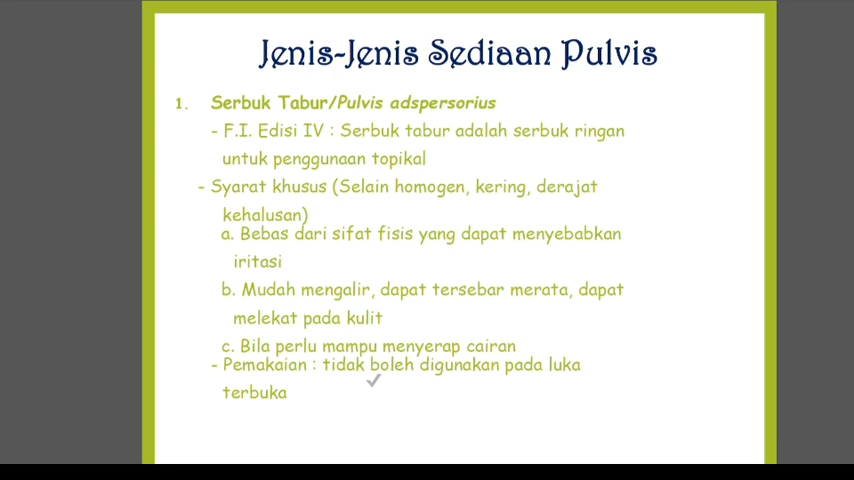 Jenis-Jenis Sediaan Pulvis
1. Serbuk Tabur/Pulvis adspersorius
- F.I. Edisi IV : Serbuk tabur adalah serbuk ringan
untuk penggunaan topikal
- Syarat khusus (Selain homogen, kering, derajat
kehalusan)
a. Bebas dari sifat fisis yang dapat menyebabkan
iritasi
b. Mudah mengalir, dapat tersebar merata, dapat
melekat pada kulit
c. Bila perlu mampu menyerap cairan
- Pemakaian : tidak boleh digunakan pada luka
terbuka